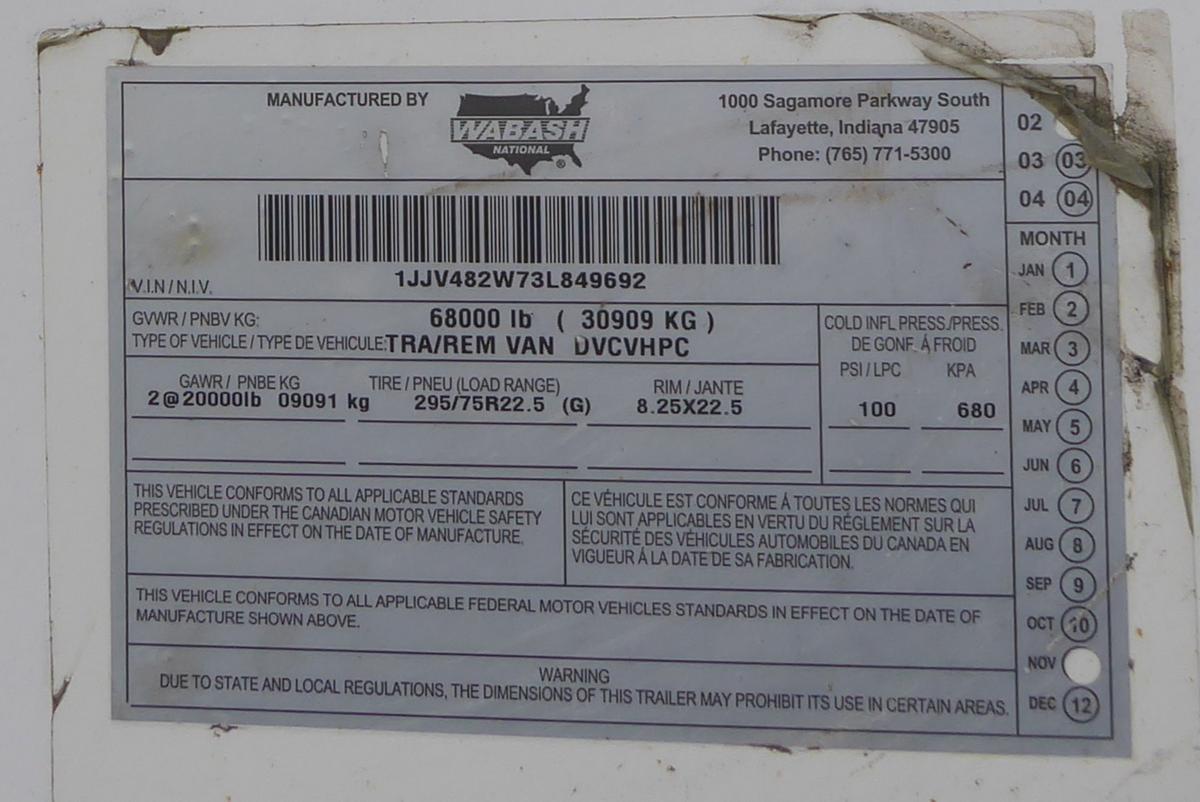 MANUFACTURED BY
WABASH
NATIONAL
®
1000 Sagamore Parkway South
Lafayette, Indiana 47905
Phone: (765) 771-5300
V.I.N / N.I.V.
1JJV482W73L849692
GVWR / PNBV KG: 68000 lb ( 30909 KG )
TYPE OF VEHICLE / TYPE DE VEHICULE: TRA/REM VAN DVCVHPC
COLD INFL PRESS./PRESS.
DE GONF. Á FROID
PSI / LPC KPA
100 680
GAWR / PNBE KG TIRE / PNEU (LOAD RANGE) RIM / JANTE
2@20000lb 09091 kg 295/75R22.5 (G) 8.25X22.5
THIS VEHICLE CONFORMS TO ALL APPLICABLE STANDARDS
PRESCRIBED UNDER THE CANADIAN MOTOR VEHICLE SAFETY
REGULATIONS IN EFFECT ON THE DATE OF MANUFACTURE.
CE VÉHICULE EST CONFORME Á TOUTES LES NORMES QUI
LUI SONT APPLICABLES EN VERTU DU RÉGLEMENT SUR LA
SÉCURITÉ DES VÉHICULES AUTOMOBILES DU CANADA EN
VIGUEUR Á LA DATE DE SA FABRICATION.
THIS VEHICLE CONFORMS TO ALL APPLICABLE FEDERAL MOTOR VEHICLES STANDARDS IN EFFECT ON THE DATE OF
MANUFACTURE SHOWN ABOVE.
WARNING
DUE TO STATE AND LOCAL REGULATIONS, THE DIMENSIONS OF THIS TRAILER MAY PROHIBIT ITS USE IN CERTAIN AREAS.
02
03 03
04 04
MONTH
JAN 1
FEB 2
MAR 3
APR 4
MAY 5
JUN 6
JUL 7
AUG 8
SEP 9
OCT 10
NOV
DEC 12